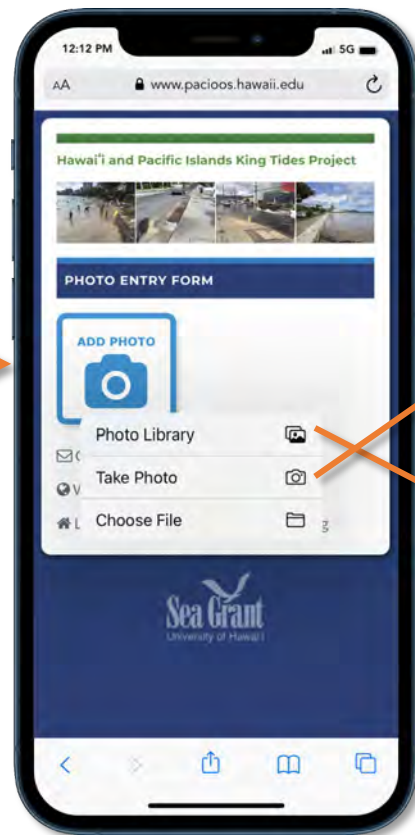 12:12 PM
5G
AA www.pacioos.hawaii.edu
Hawaiʻi and Pacific Islands King Tides Project
PHOTO ENTRY FORM
ADD PHOTO
Photo Library
Take Photo
Choose File
Sea Grant
University of Hawaiʻi